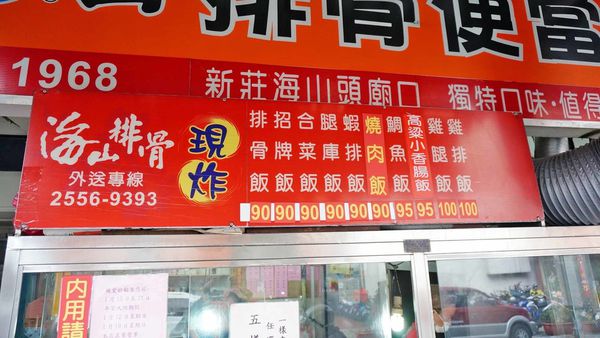 排骨便當
1968
新莊海山頭廟口
獨特口味·值得
海山排骨
現炸
外送專線
2556-9393
排骨飯 90
招牌飯 90
合菜飯 90
腿庫飯 90
蝦排飯 90
燒肉飯 90
鯛魚飯 95
高粱小香腸飯 95
雞腿飯 100
雞排飯 100
內用請